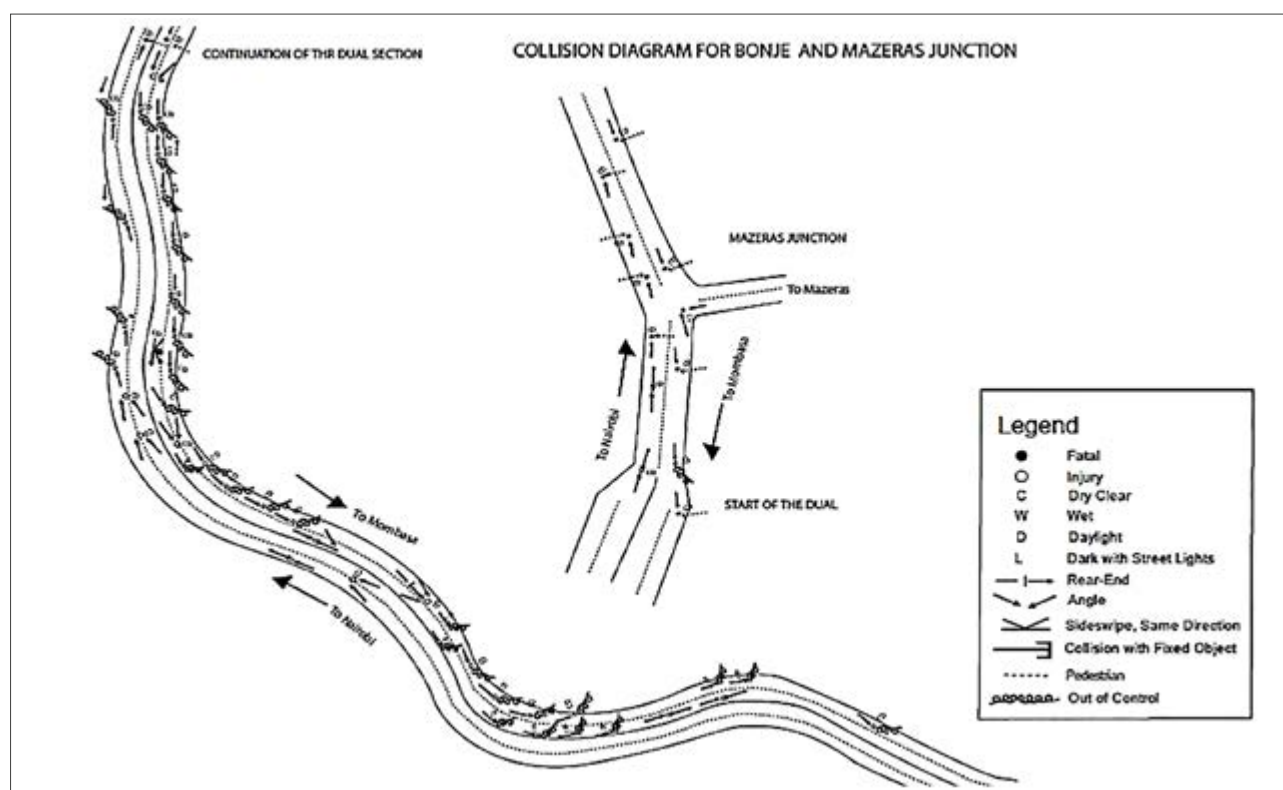 CONTINUATION OF THR DUAL SECTION
COLLISION DIAGRAM FOR BONJE AND MAZERAS JUNCTION
MAZERAS JUNCTION
To Mazeras
To Nairobi
To Mombasa
START OF THE DUAL
To Mombasa
To Nairobi
Legend
Fatal
Injury
C Dry Clear
W Wet
D Daylight
L Dark with Street Lights
Rear-End
Angle
Sideswipe, Same Direction
Collision with Fixed Object
Pedestrian
Out of Control